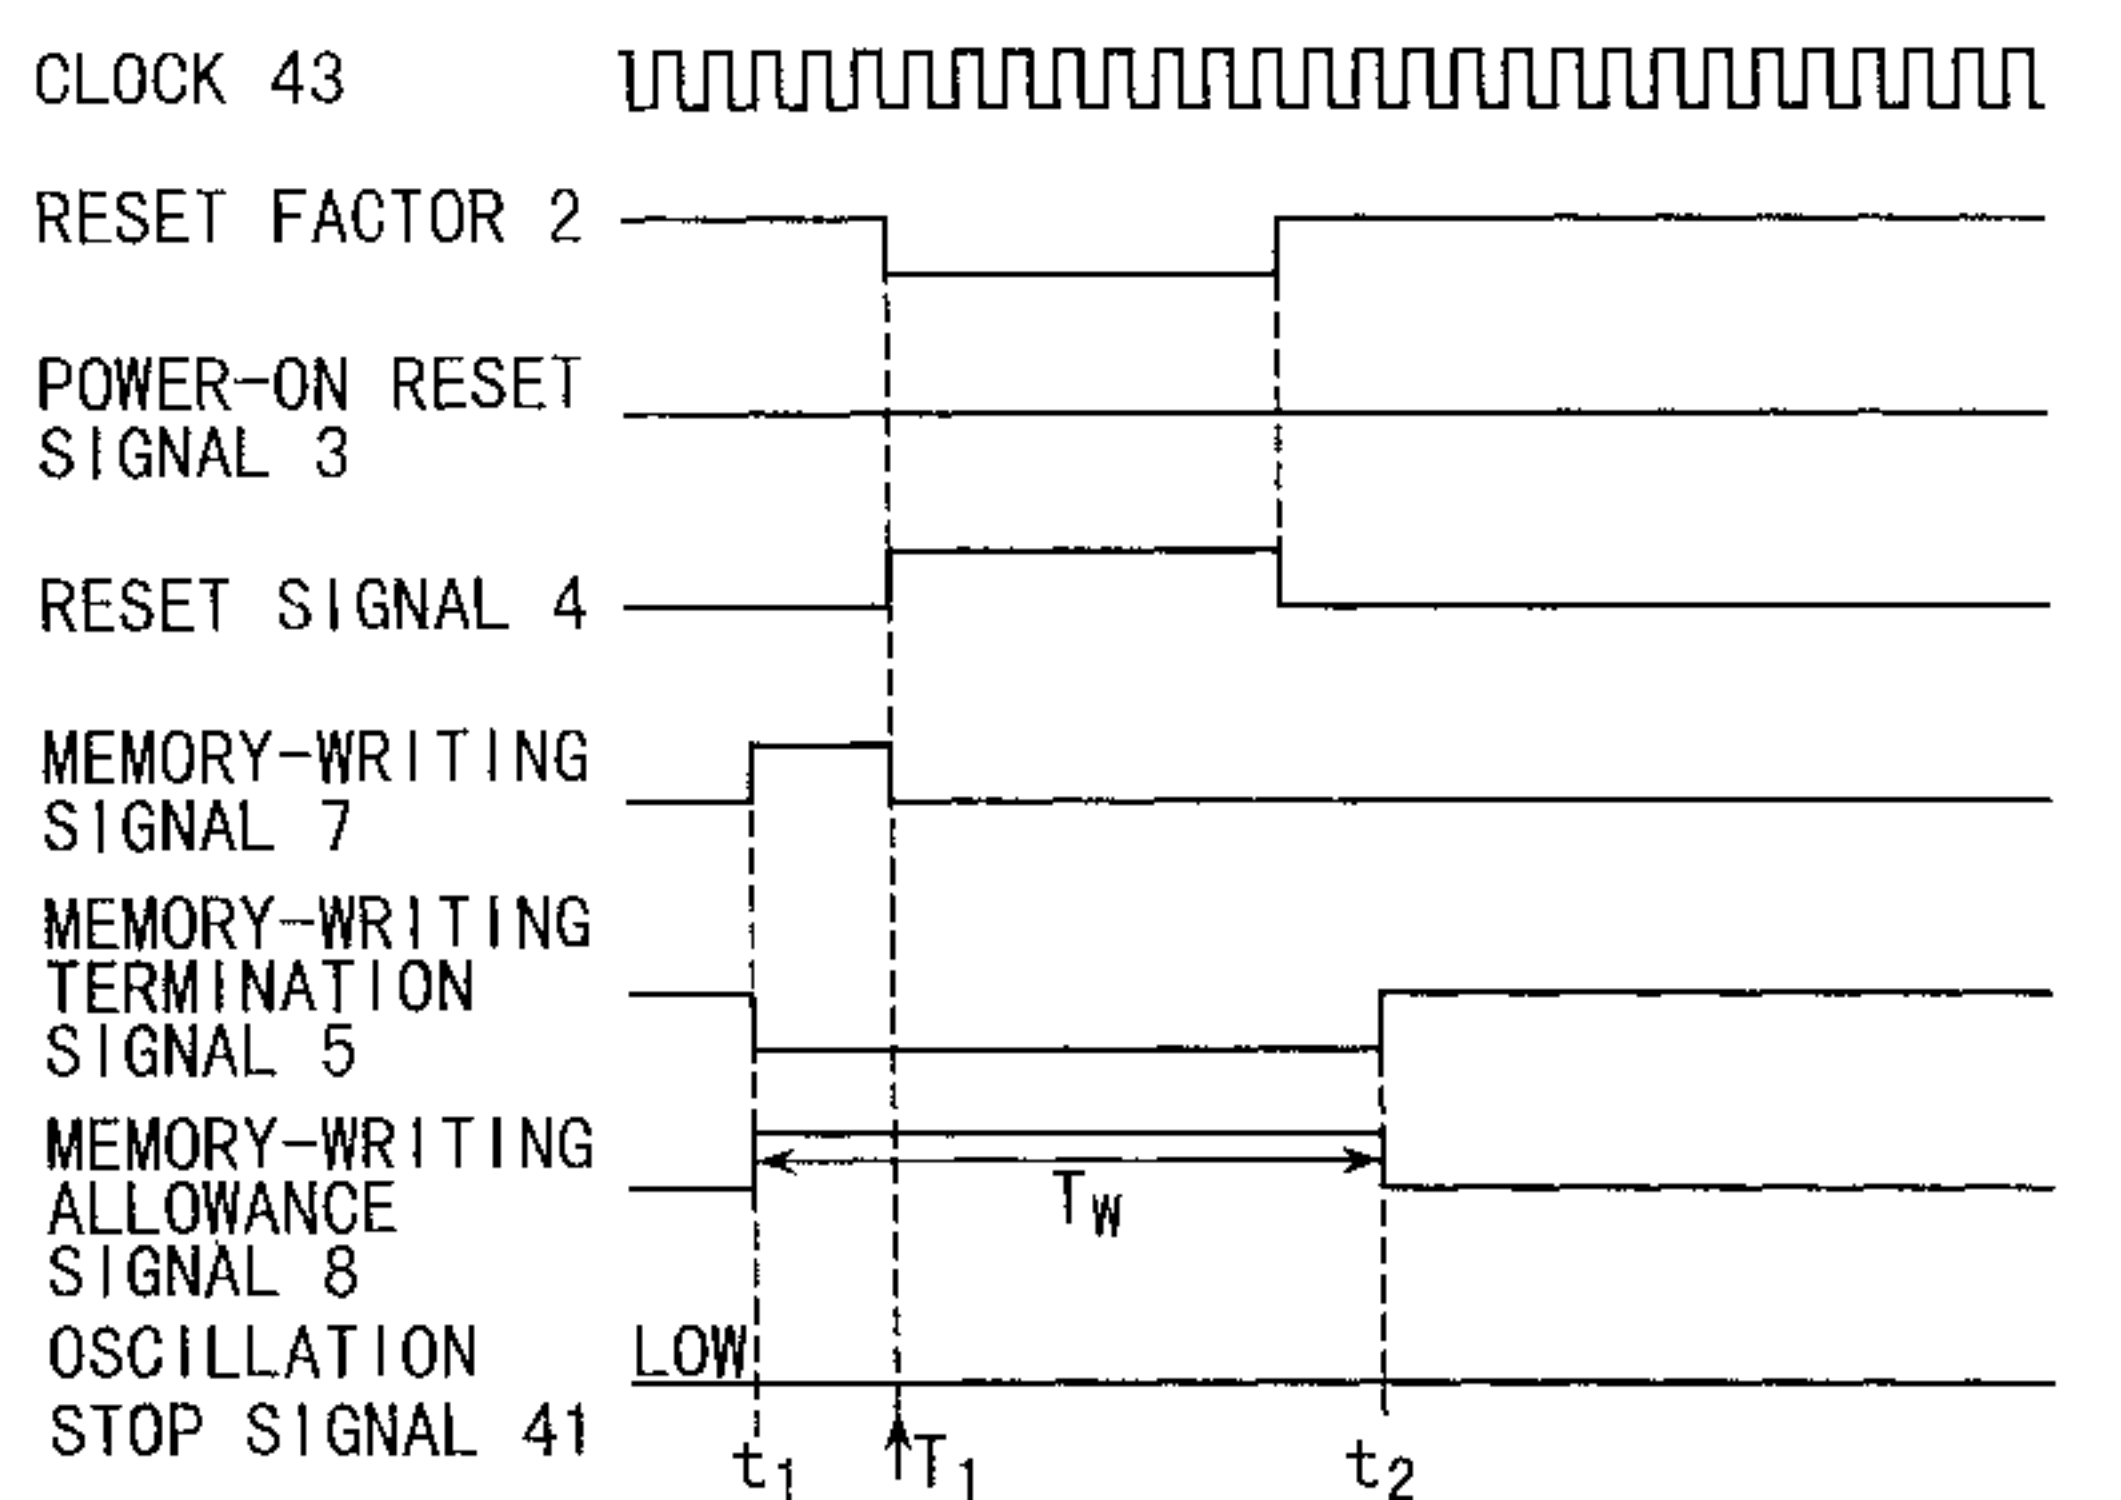 CLOCK 43
RESET FACTOR 2
POWER-ON RESET
SIGNAL 3
RESET SIGNAL 4
MEMORY-WRITING
SIGNAL 7
MEMORY-WRITING
TERMINATION
SIGNAL 5
MEMORY-WRITING
ALLOWANCE
SIGNAL 8
TW
OSCILLATION
STOP SIGNAL 41
LOW
t1
T1
t2